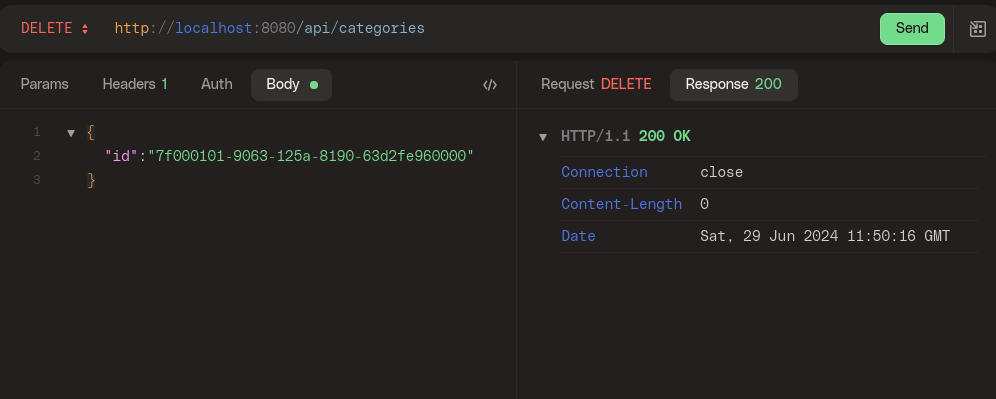 DELETE http://localhost:8080/api/categories Send
Params Headers 1 Auth Body Request DELETE Response 200
1 {
2 "id":"7f000101-9063-125a-8190-63d2fe960000"
3 }
HTTP/1.1 200 OK
Connection close
Content-Length 0
Date Sat, 29 Jun 2024 11:50:16 GMT